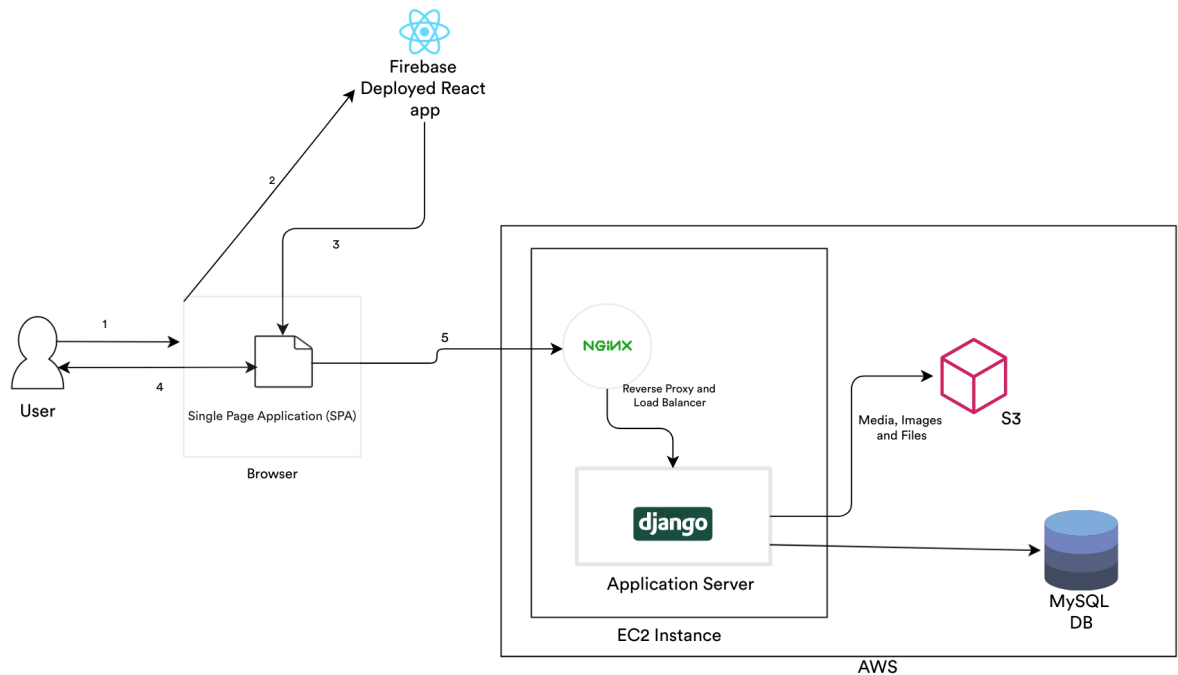 Firebase
Deployed React
app
2
3
1
5
4
User
Single Page Application (SPA)
Browser
NGiNX
Reverse Proxy and
Load Balancer
Media, Images
and Files
S3
django
Application Server
MySQL
DB
EC2 Instance
AWS